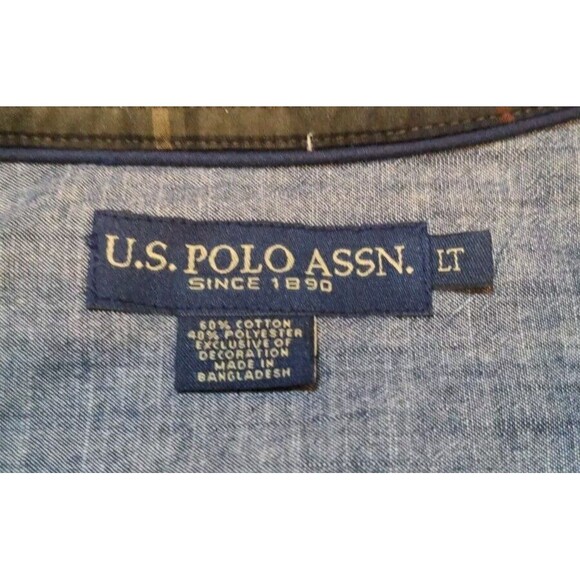 U.S. POLO ASSN.
SINCE 1890
LT
60% COTTON
40% POLYESTER
EXCLUSIVE OF
DECORATION
MADE IN
BANGLADESH